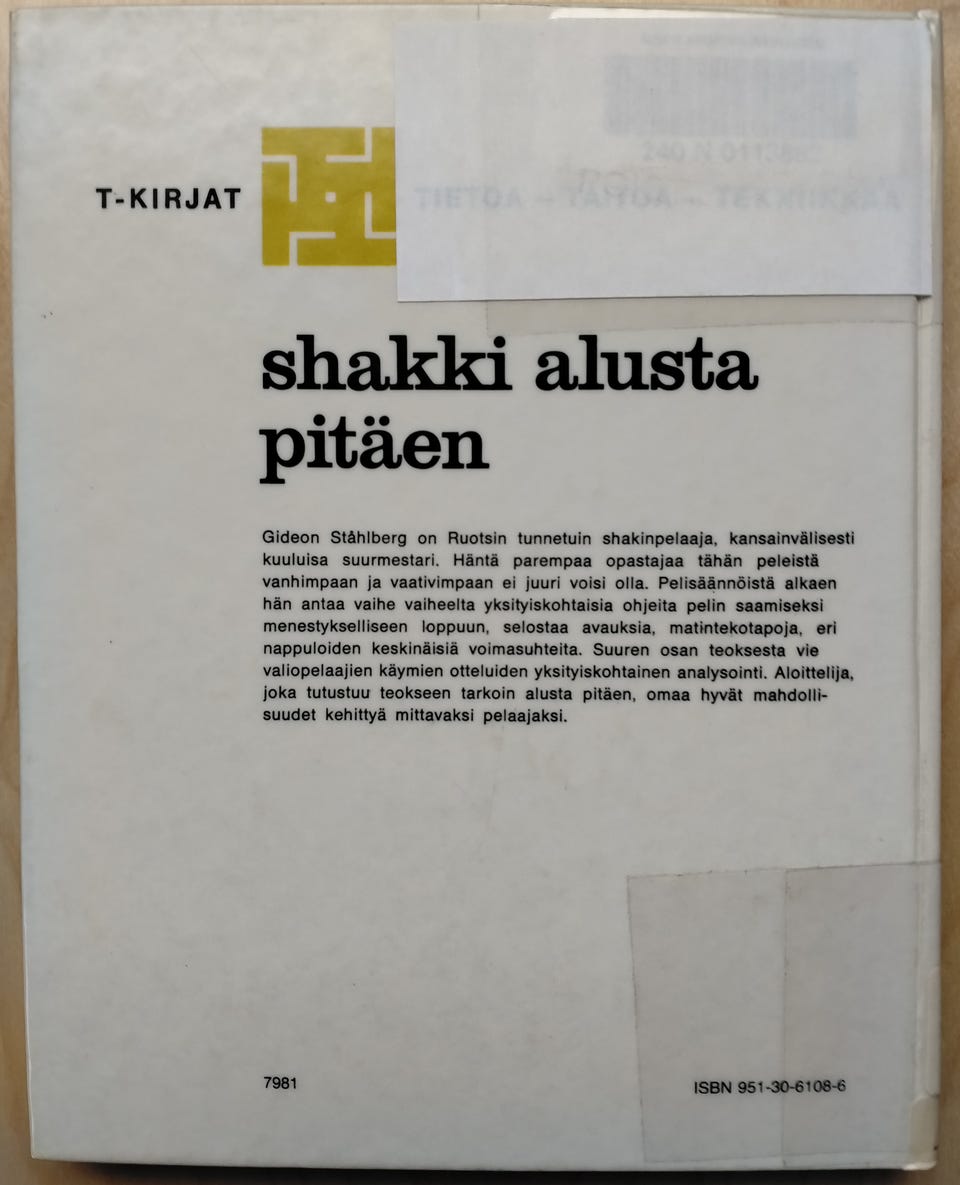 T-KIRJAT
TIETOA - TAITOA - TEKNIIKKAA
shakki alusta
pitäen
Gideon Ståhlberg on Ruotsin tunnetuin shakinpelaaja, kansainvälisesti
kuuluisa suurmestari. Häntä parempaa opastajaa tähän peleistä
vanhimpaan ja vaativimpaan ei juuri voisi olla. Pelisäännöistä alkaen
hän antaa vaihe vaiheelta yksityiskohtaisia ohjeita pelin saamiseksi
menestykselliseen loppuun, selostaa avauksia, matintekotapoja, eri
nappuloiden keskinäisiä voimasuhteita. Suuren osan teoksesta vie
valiopelaajien käymien otteluiden yksityiskohtainen analysointi. Aloittelija,
joka tutustuu teokseen tarkoin alusta pitäen, omaa hyvät mahdolli-
suudet kehittyä mittavaksi pelaajaksi.
7981
ISBN 951-30-6108-6